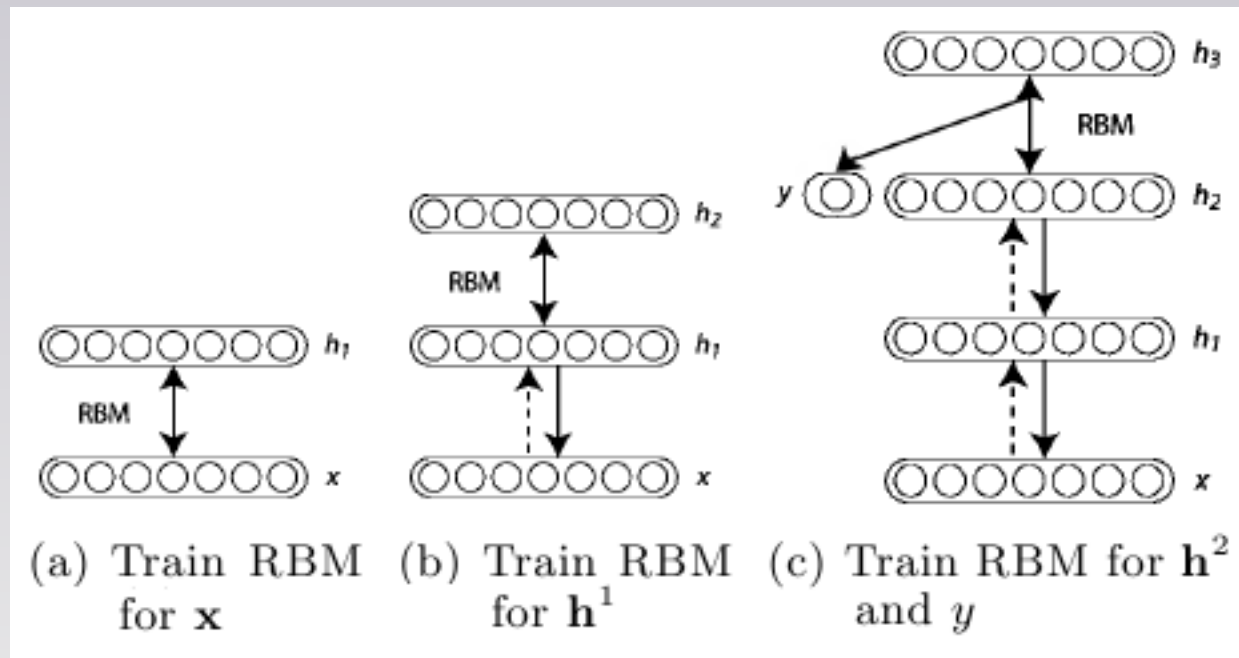 h₃
RBM
y
h₂
h₂
RBM
h₁
h₁
h₁
RBM
x
x
x
(a) Train RBM for x
(b) Train RBM for h¹
(c) Train RBM for h² and y